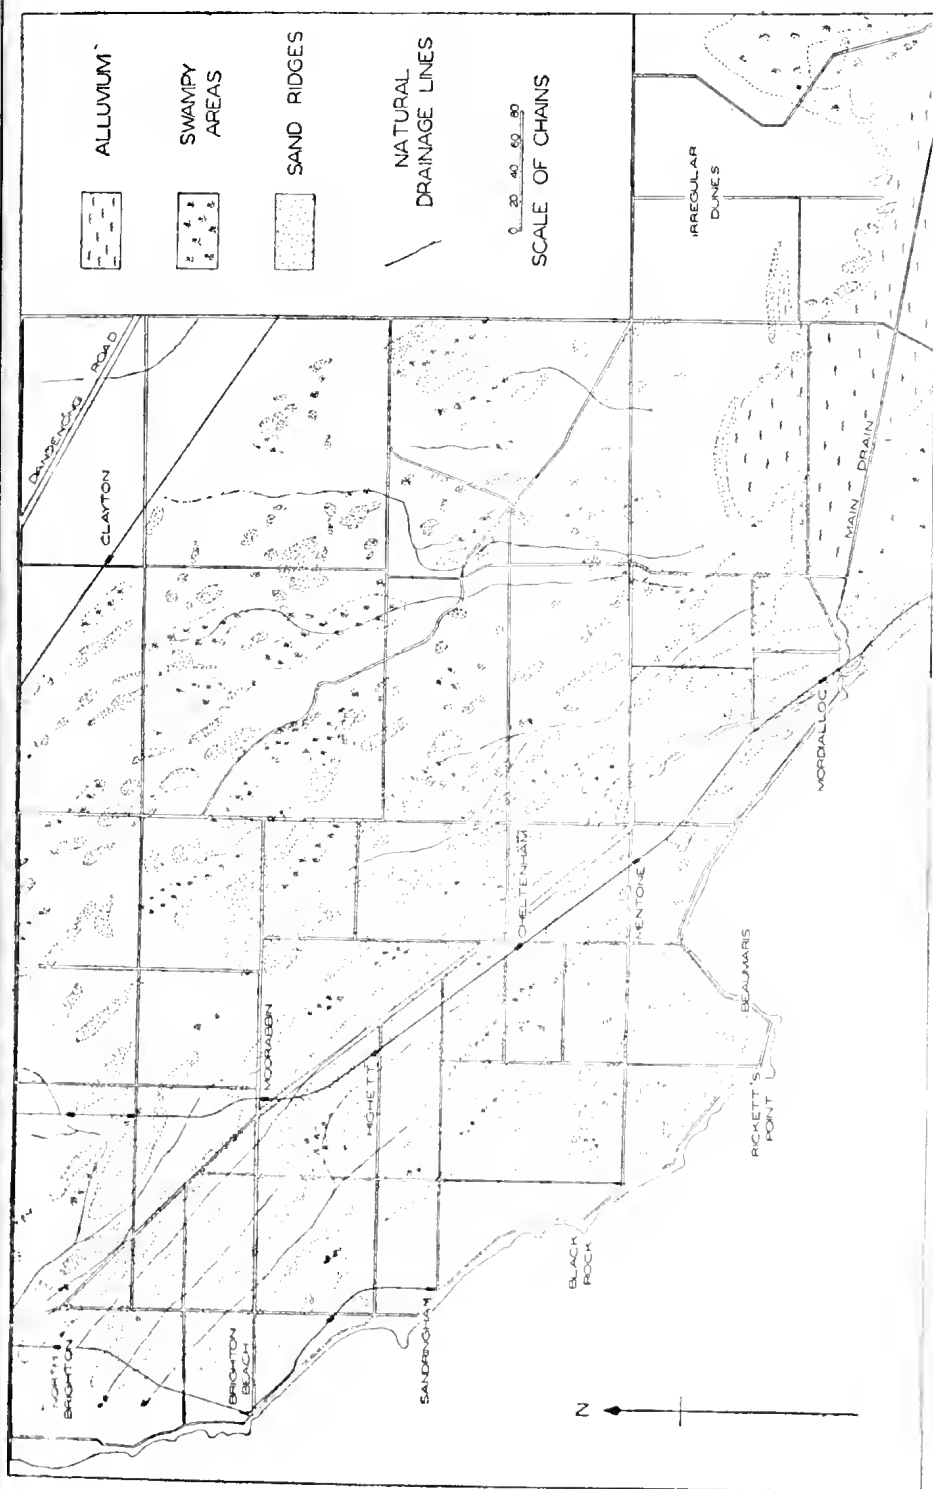 ALLUVIUM
SWAMPY
AREAS
SAND RIDGES
NATURAL
DRAINAGE LINES
0 20 40 60 80
SCALE OF CHAINS
DANDENONG ROAD
CLAYTON
IRREGULAR
DUNES
MAIN DRAIN
MORDIALLOC
CHELTENHAM
MENTONE
BEAUMARIS
MOORABBIN
HIGHETT
RICKETT'S
POINT
BLACK
ROCK
SANDRINGHAM
NORTH
BRIGHTON
BRIGHTON
BEACH
N